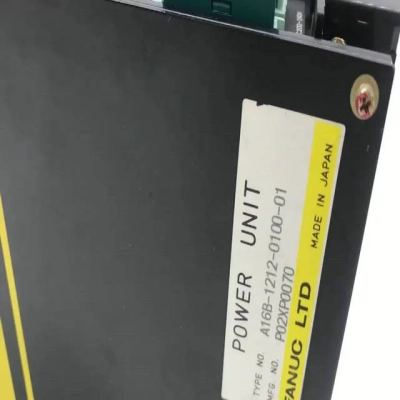 POWER UNIT
TYPE NO. A16B-1212-0100-01
MFG NO. P02XP0070
FANUC LTD MADE IN JAPAN